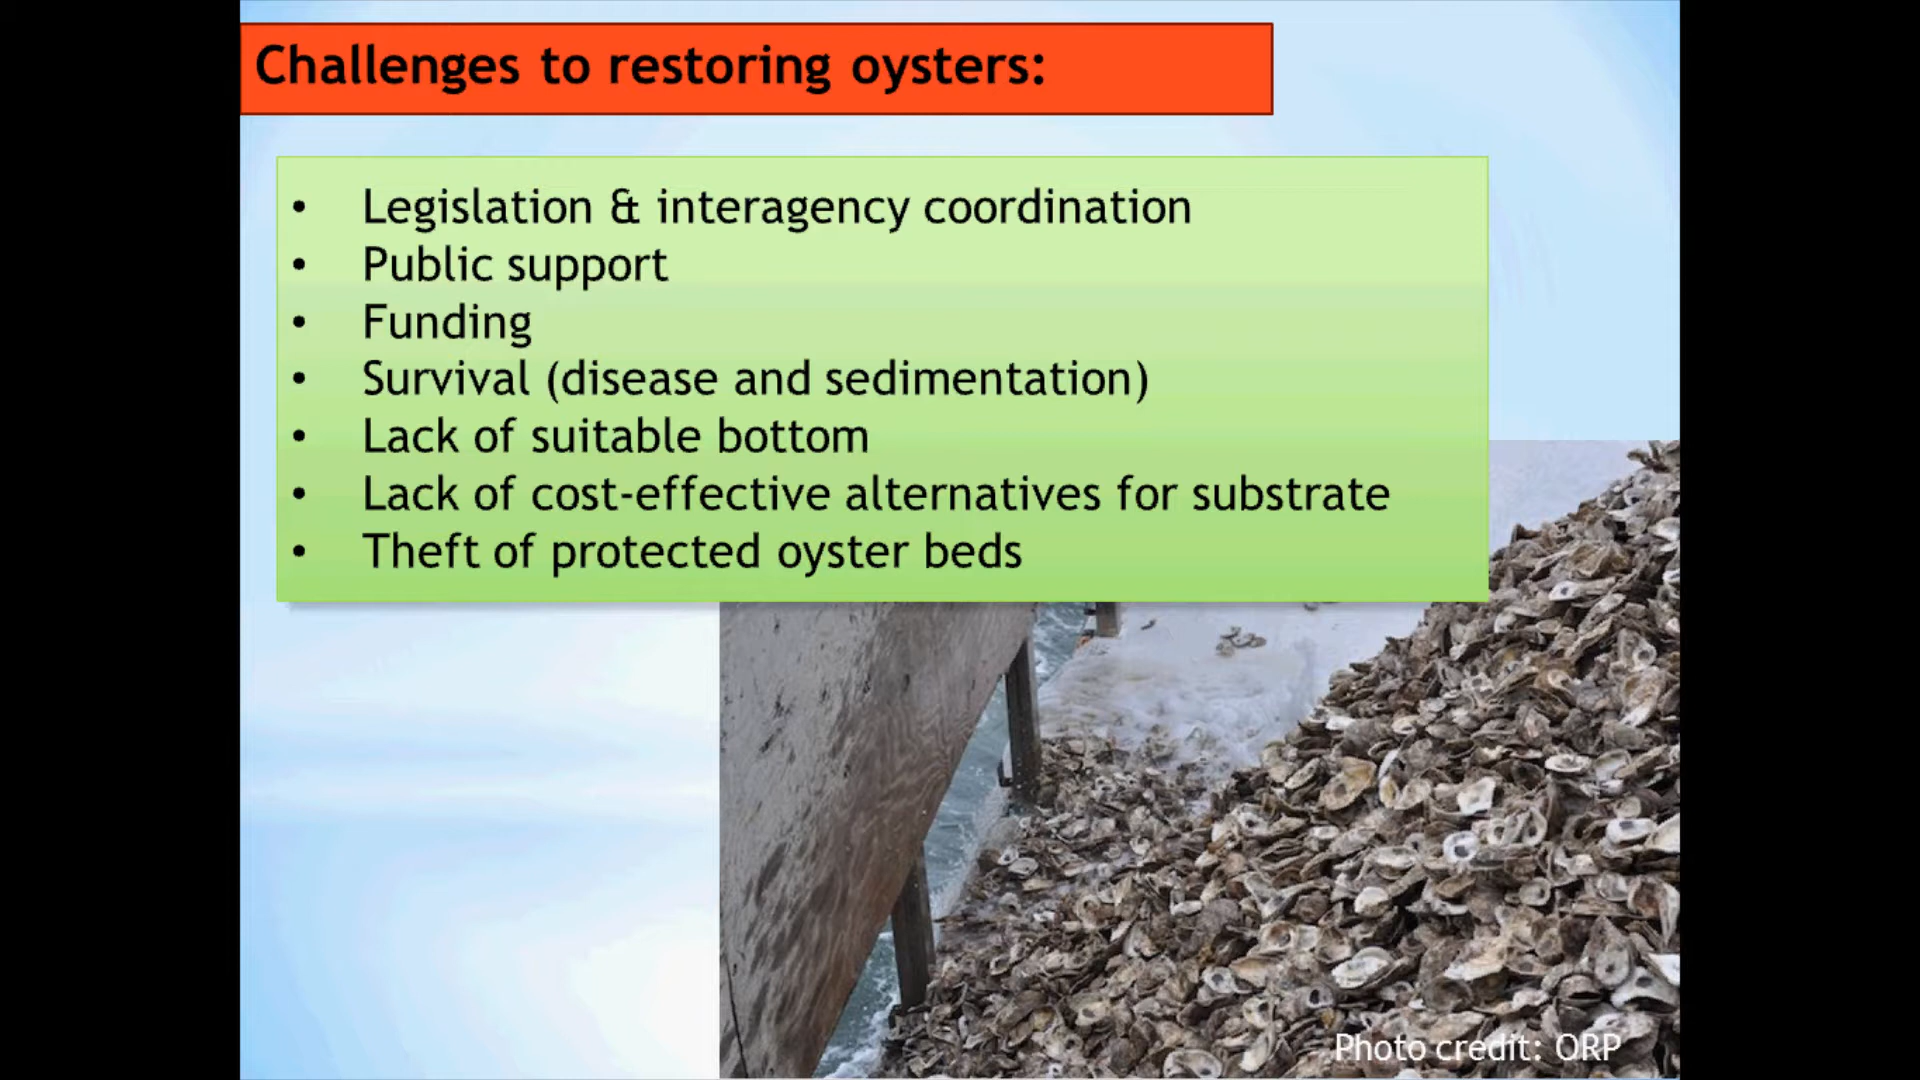 Challenges to restoring oysters:
• Legislation & interagency coordination
• Public support
• Funding
• Survival (disease and sedimentation)
• Lack of suitable bottom
• Lack of cost-effective alternatives for substrate
• Theft of protected oyster beds
Photo credit: ORP